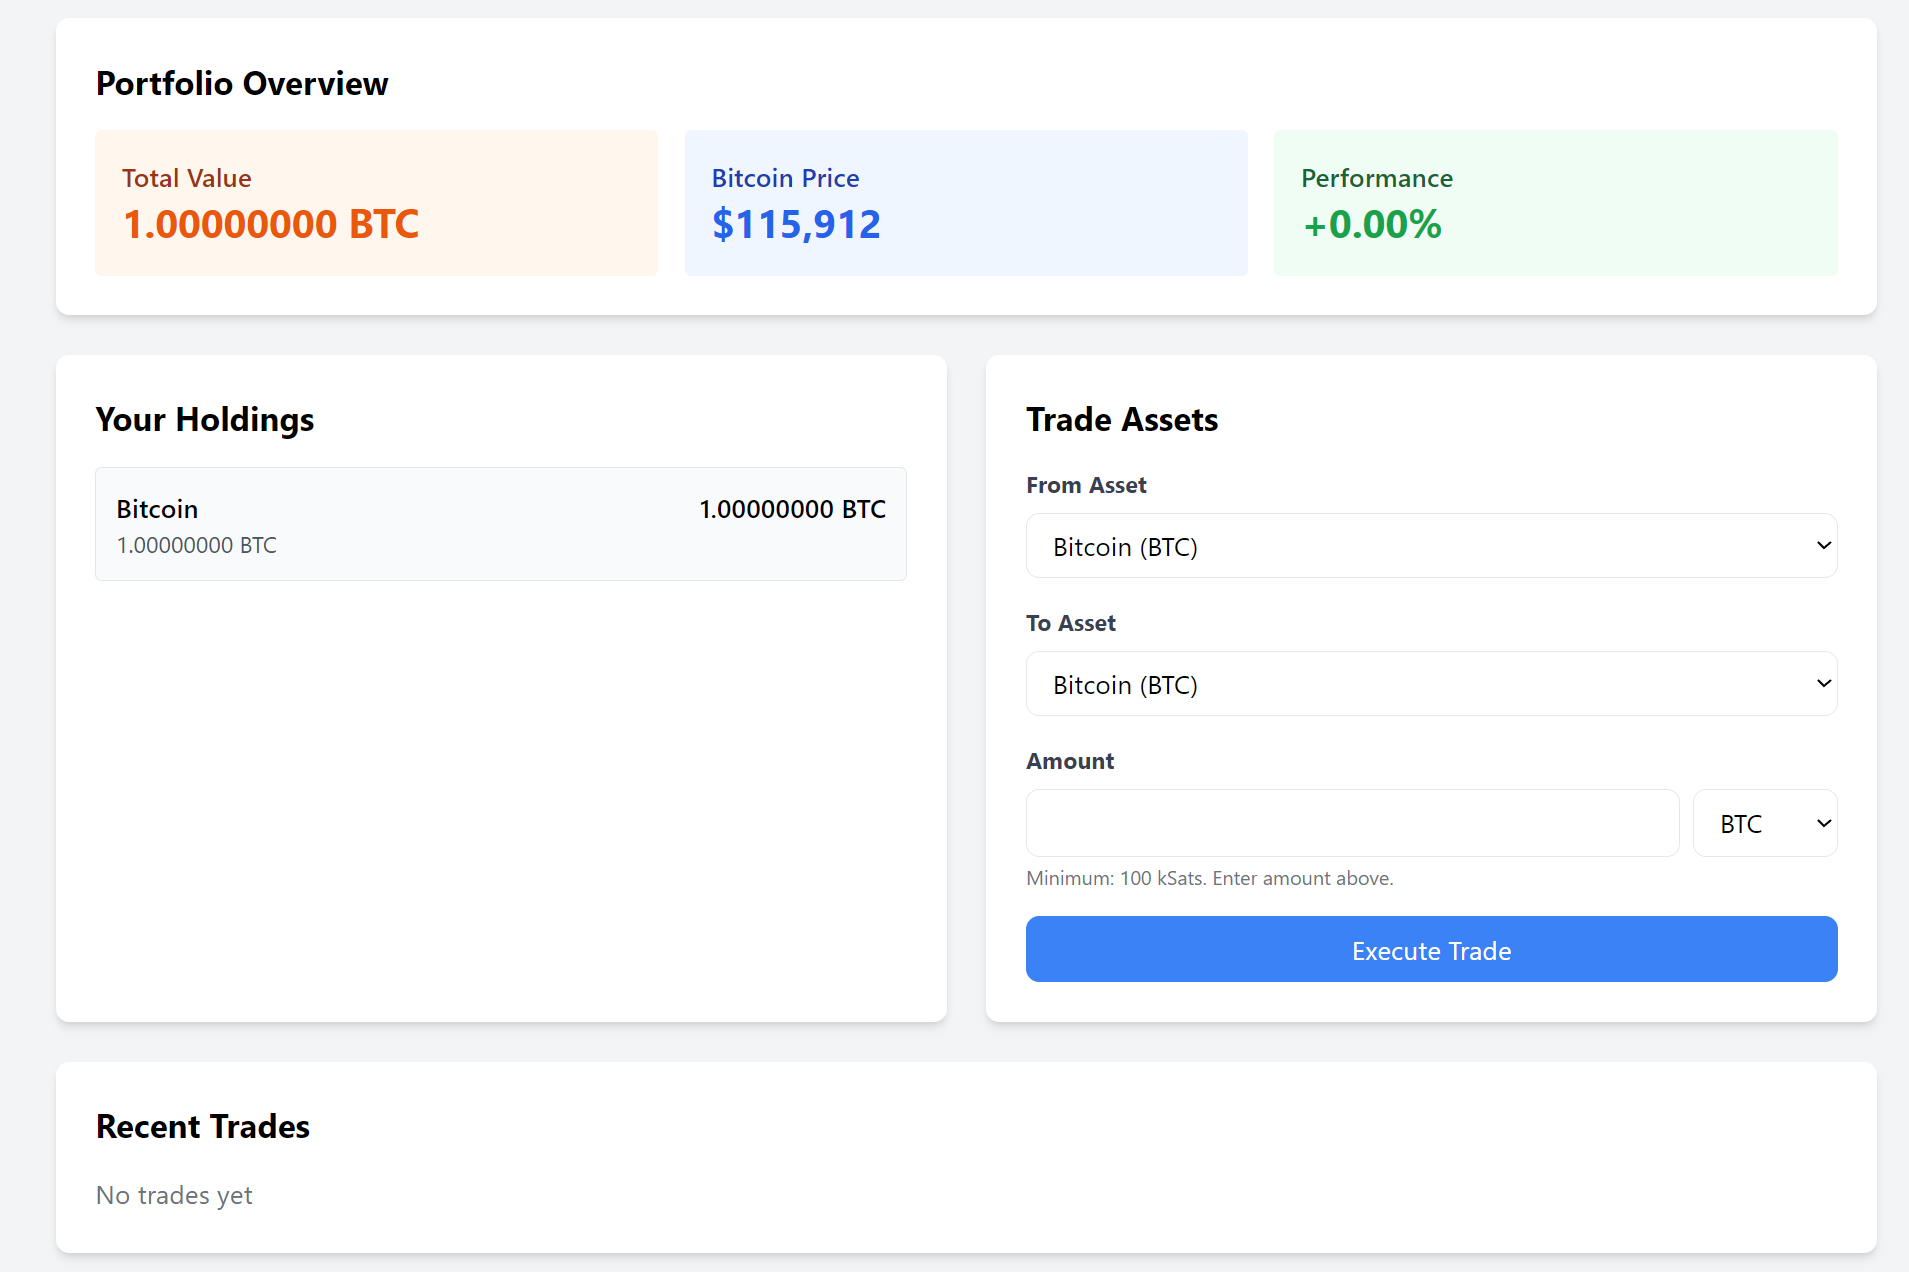 Portfolio Overview
Total Value
1.00000000 BTC
Bitcoin Price
$115,912
Performance
+0.00%
Your Holdings
Bitcoin
1.00000000 BTC
1.00000000 BTC
Trade Assets
From Asset
Bitcoin (BTC)
To Asset
Bitcoin (BTC)
Amount
BTC
Minimum: 100 kSats. Enter amount above.
Execute Trade
Recent Trades
No trades yet